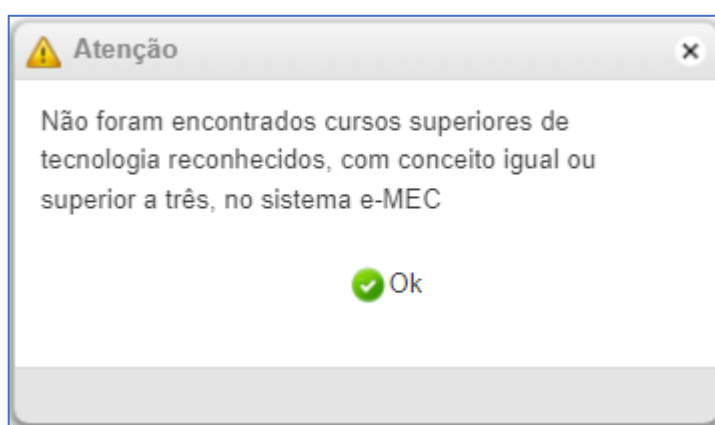 Atenção
Não foram encontrados cursos superiores de
tecnologia reconhecidos, com conceito igual ou
superior a três, no sistema e-MEC
Ok